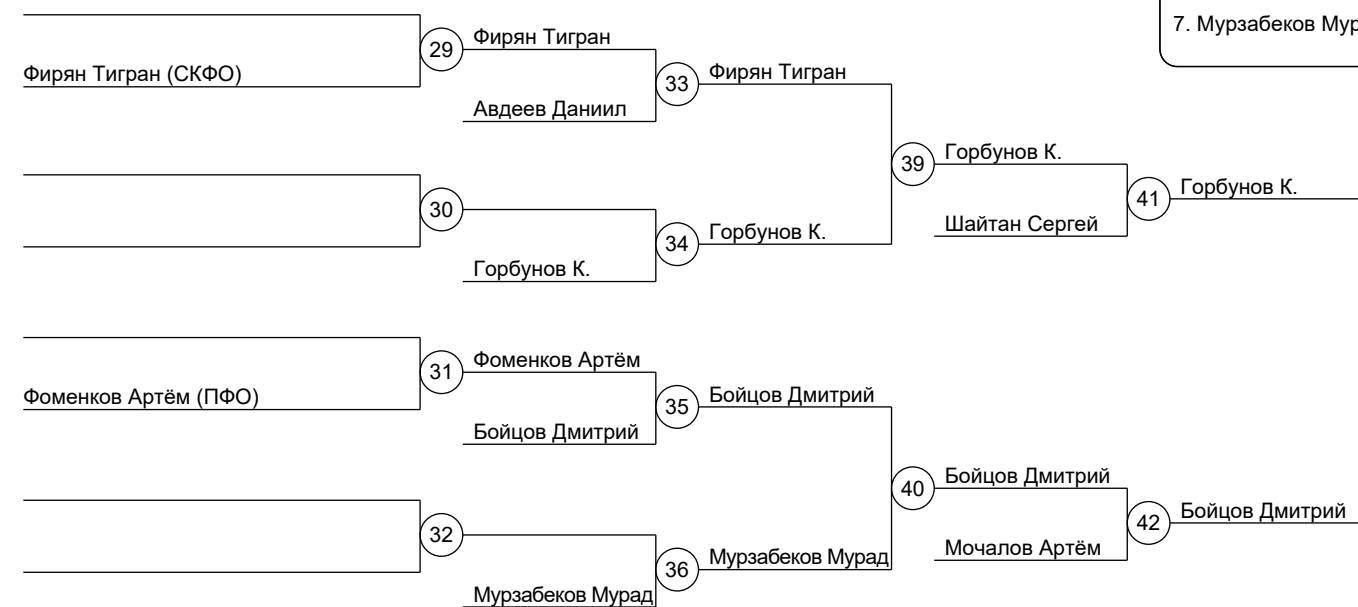 7. Мурзабеков Мур
29
Фирян Тигран
Фирян Тигран (СКФО)
33
Фирян Тигран
Авдеев Даниил
39
Горбунов К.
30
41
Горбунов К.
34
Горбунов К.
Шайтан Сергей
Горбунов К.
31
Фоменков Артём
Фоменков Артём (ПФО)
35
Бойцов Дмитрий
Бойцов Дмитрий
40
Бойцов Дмитрий
42
Бойцов Дмитрий
32
Мочалов Артём
36
Мурзабеков Мурад
Мурзабеков Мурад